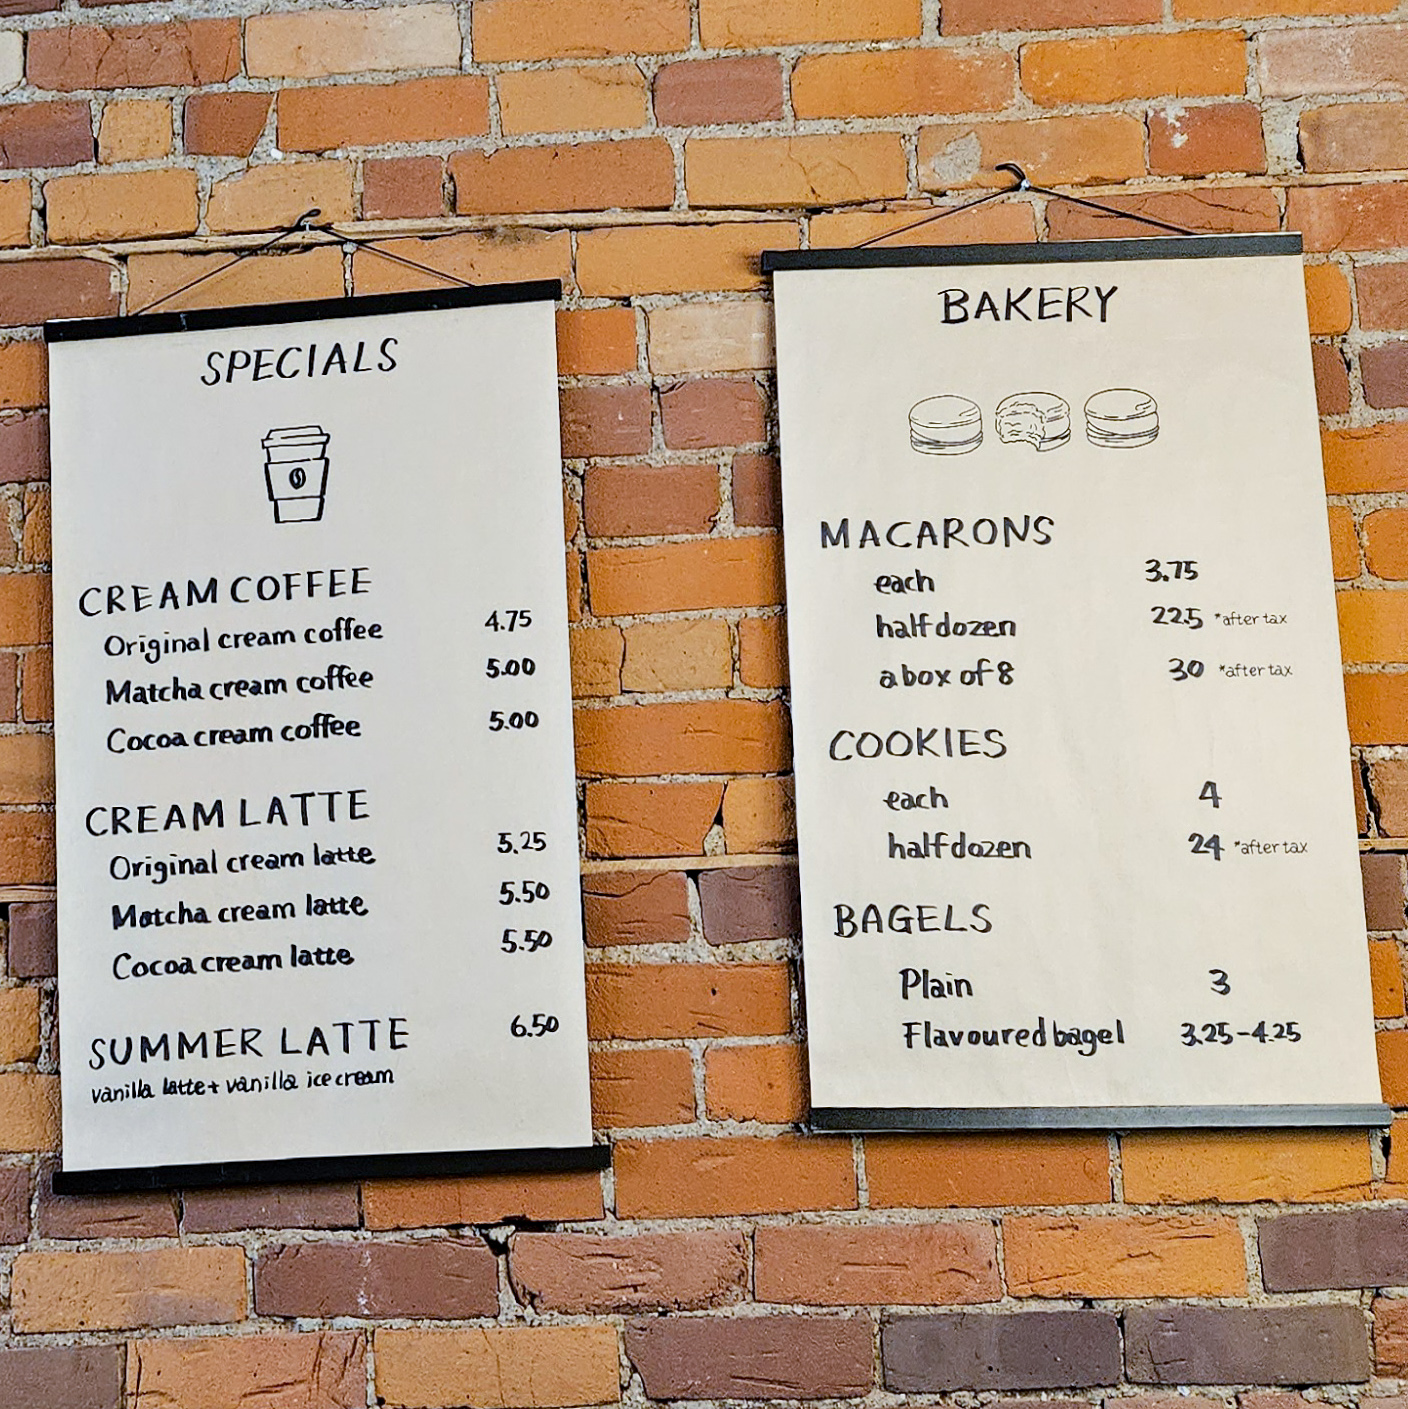 SPECIALS
CREAM COFFEE
Original cream coffee 4.75
Matcha cream coffee 5.00
Cocoa cream coffee 5.00
CREAM LATTE
Original cream latte 5.25
Matcha cream latte 5.50
Cocoa cream latte 5.50
SUMMER LATTE 6.50
vanilla latte + vanilla ice cream
BAKERY
MACARONS
each 3.75
half dozen 22.5 *after tax
a box of 8 30 *after tax
COOKIES
each 4
half dozen 24 *after tax
BAGELS
Plain 3
Flavoured bagel 3.25-4.25